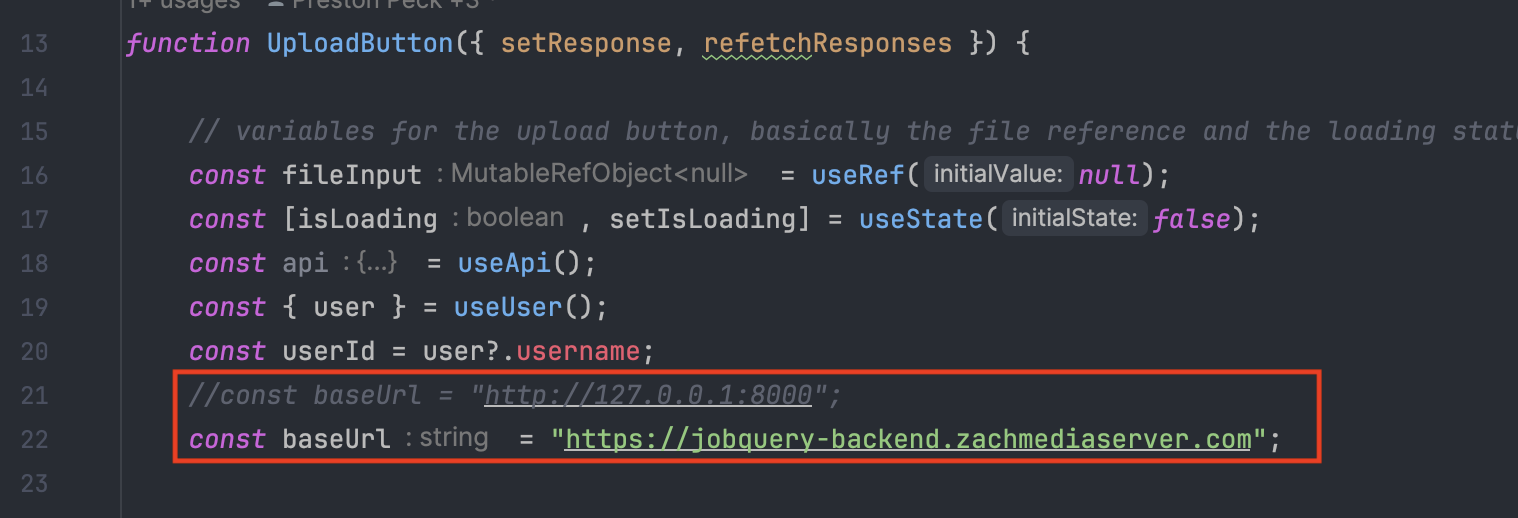 1+ usages Preston Peck +3
13 function UploadButton({ setResponse, refetchResponses }) {
14
15 // variables for the upload button, basically the file reference and the loading stat
16 const fileInput : MutableRefObject<null> = useRef( initialValue: null);
17 const [isLoading : boolean , setIsLoading] = useState( initialState: false);
18 const api : {...} = useApi();
19 const { user } = useUser();
20 const userId = user?.username;
21 //const baseUrl = "http://127.0.0.1:8000";
22 const baseUrl : string = "https://jobquery-backend.zachmediaserver.com";
23